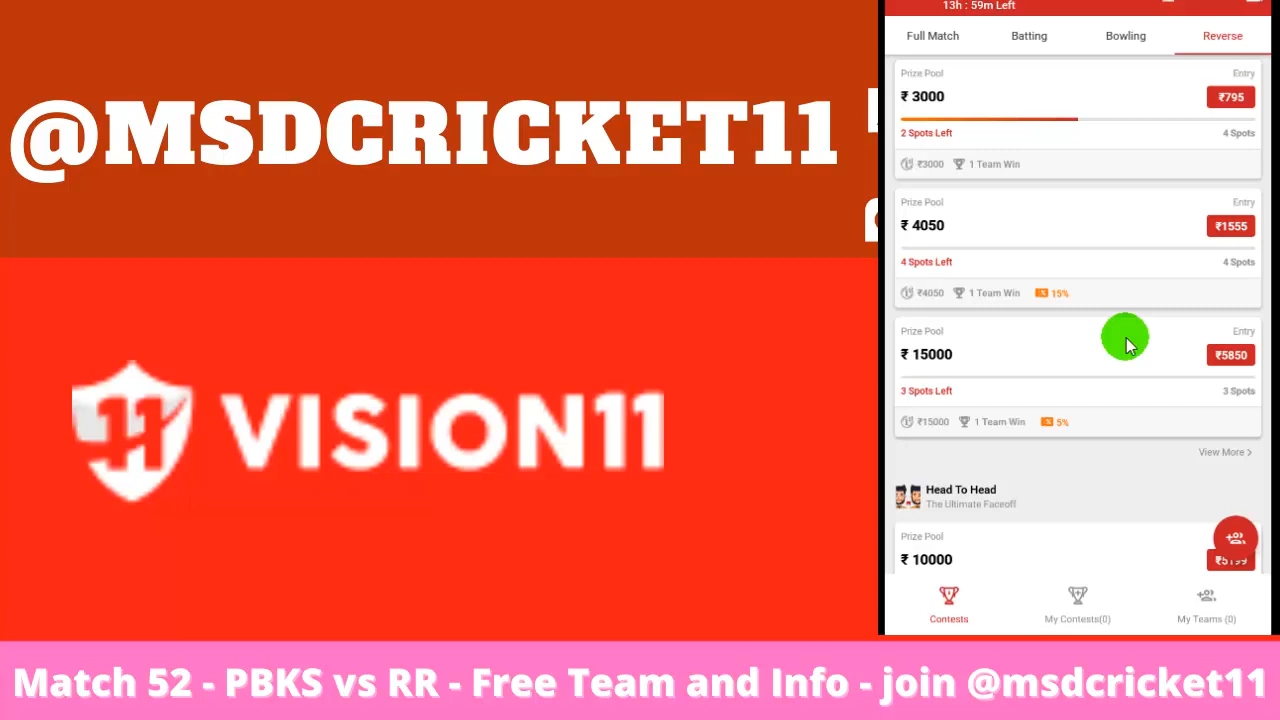 @MSDCRICKET11
VISION11
13h : 59m Left
Full Match Batting Bowling Reverse
Prize Pool Entry
₹ 3000 ₹795
2 Spots Left 4 Spots
₹3000 1 Team Win
Prize Pool Entry
₹ 4050 ₹1555
4 Spots Left 4 Spots
₹4050 1 Team Win 15%
Prize Pool Entry
₹ 15000 ₹5850
3 Spots Left 3 Spots
₹15000 1 Team Win 5%
View More >
Head To Head
The Ultimate Faceoff
Prize Pool
₹ 10000
Contests My Contests(0) My Teams (0)
Match 52 - PBKS vs RR - Free Team and Info - join @msdcricket11